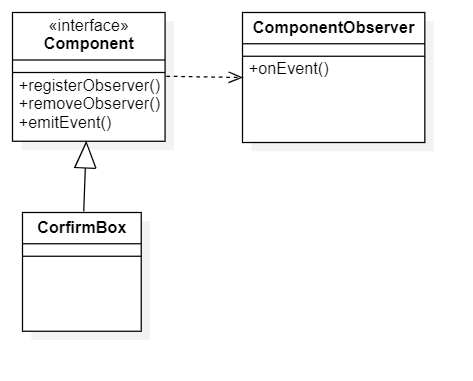 «interface»
Component
+registerObserver()
+removeObserver()
+emitEvent()
ComponentObserver
+onEvent()
CorfirmBox